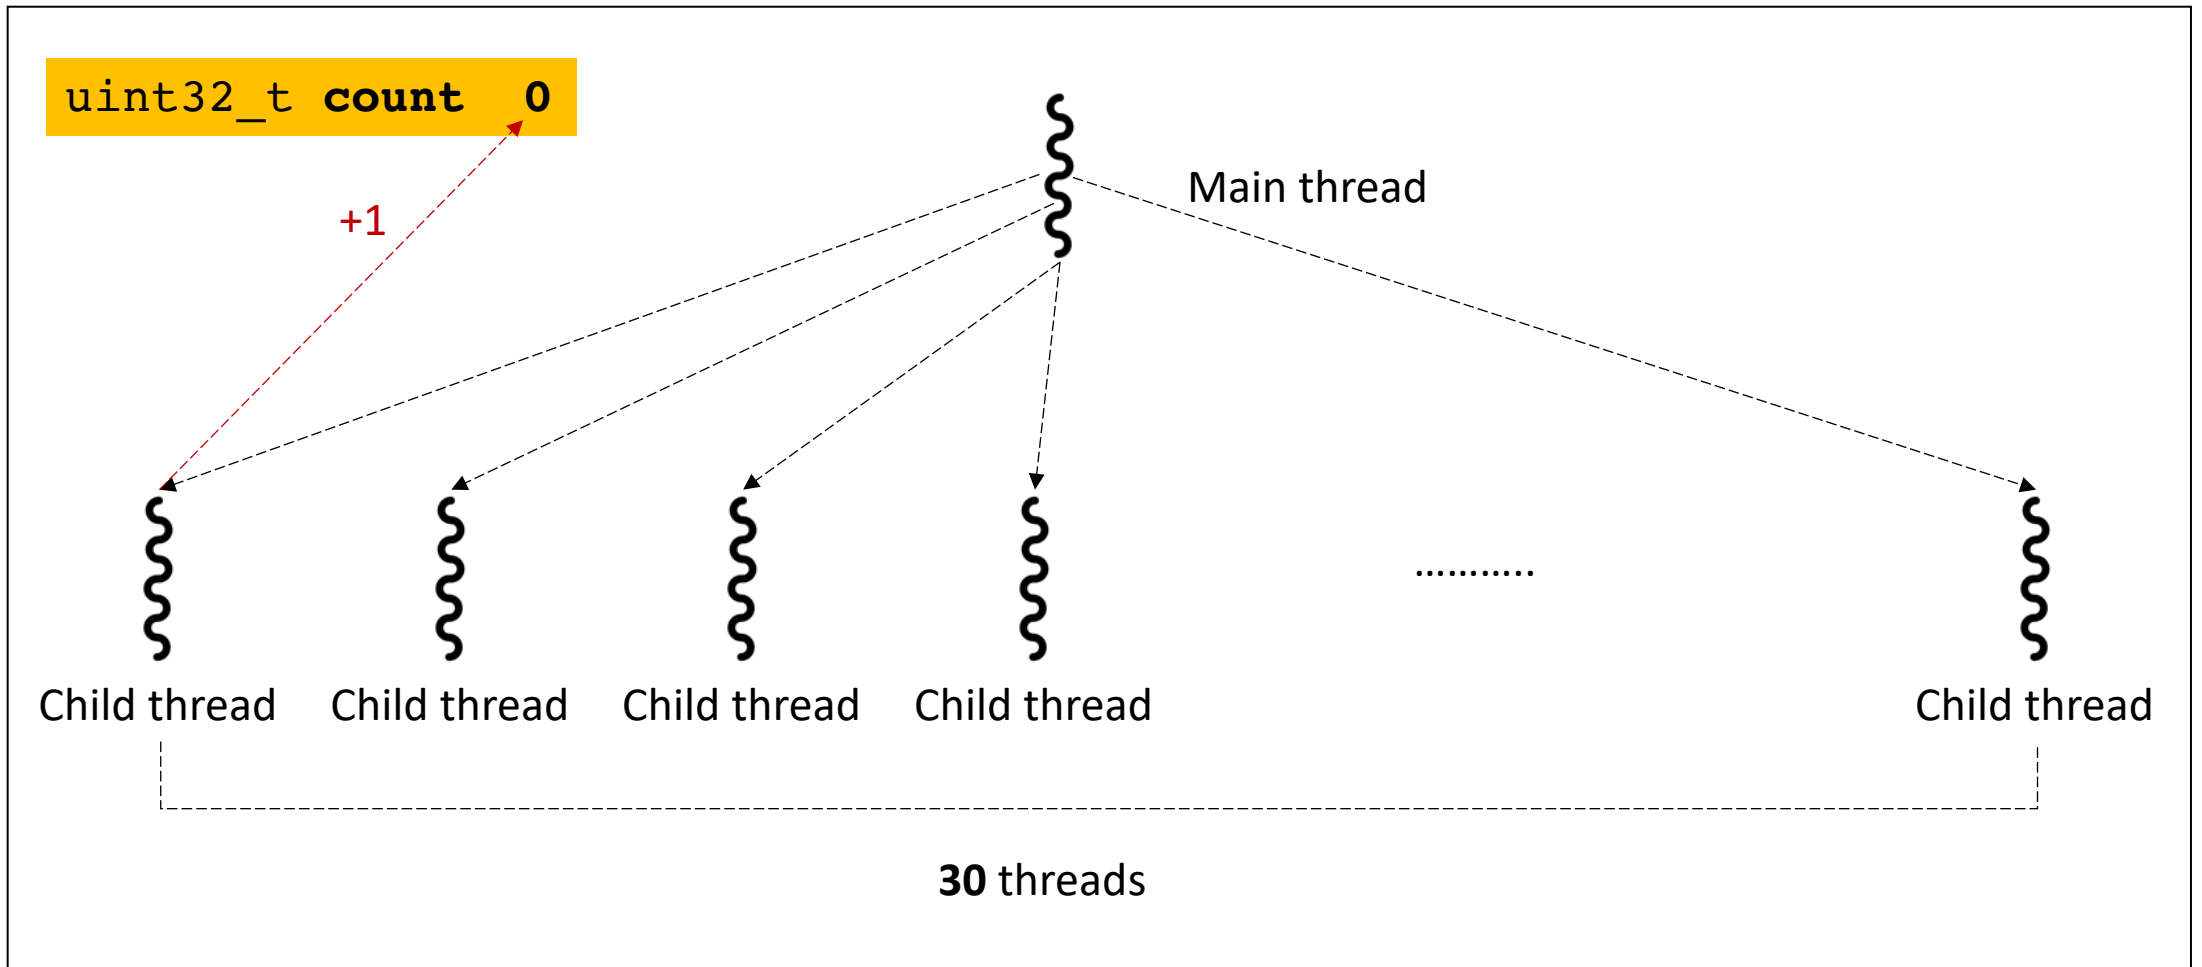 uint32_t count 0
Main thread
+1
...........
Child thread
Child thread
Child thread
Child thread
Child thread
30 threads